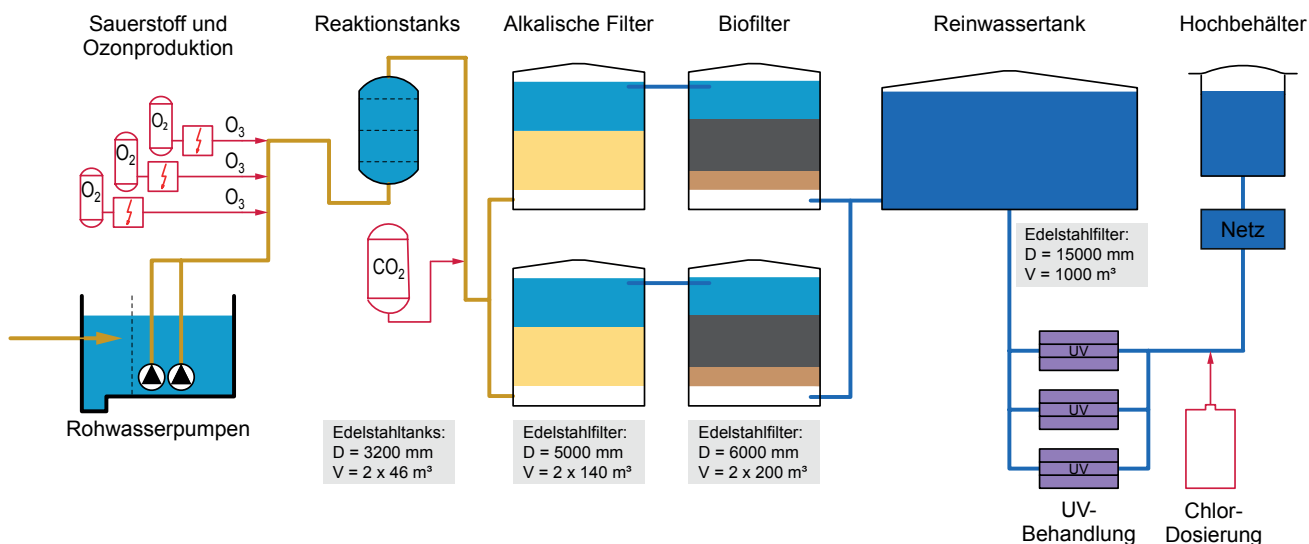 Sauerstoff und
Ozonproduktion
Reaktionstanks
Alkalische Filter
Biofilter
Reinwassertank
Hochbehälter
O₂
O₃
O₂
O₃
O₂
O₃
CO₂
Netz
Edelstahlfilter:
D = 15000 mm
V = 1000 m³
UV
UV
UV
Rohwasserpumpen
Edelstahltanks:
D = 3200 mm
V = 2 x 46 m³
Edelstahlfilter:
D = 5000 mm
V = 2 x 140 m³
Edelstahlfilter:
D = 6000 mm
V = 2 x 200 m³
UV-
Behandlung
Chlor-
Dosierung